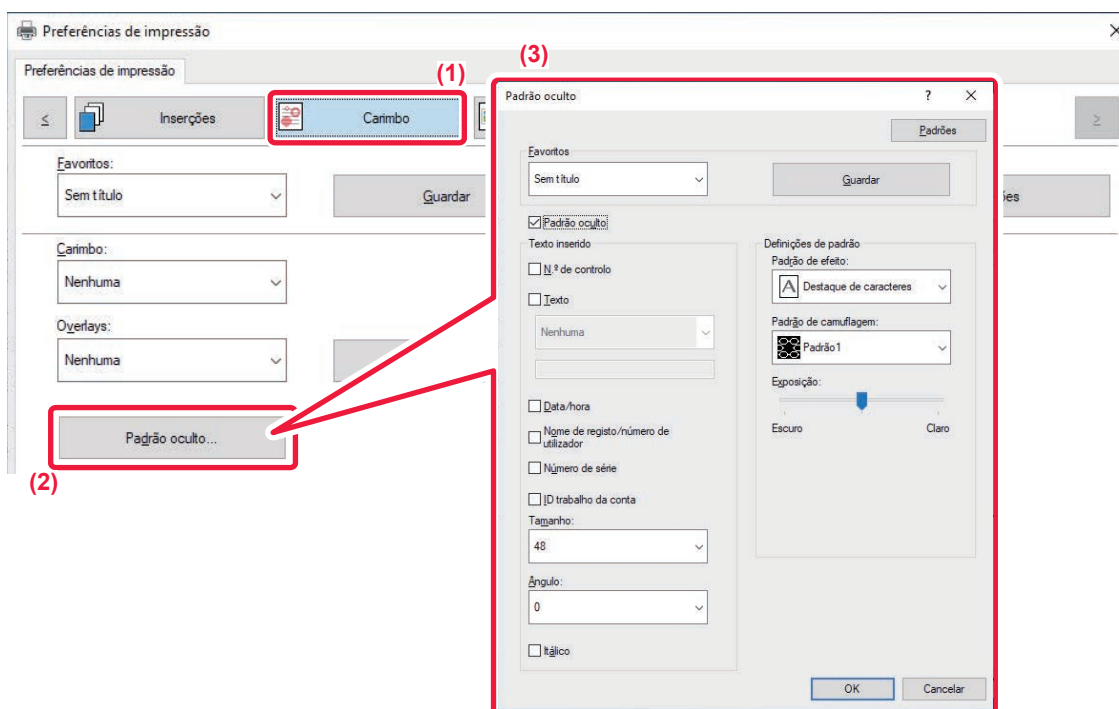 Preferências de impressão
Preferências de impressão
(1)
Inserções
Carimbo
Favoritos:
Sem título
Guardar
Carimbo:
Nenhuma
Overlays:
Nenhuma
Padrão oculto...
(2)
(3)
Padrão oculto
?
Padrões
Favoritos
Sem título
Guardar
Padrão oculto
Texto inserido
N.º de controlo
Texto
Nenhuma
Data/hora
Nome de registo/número de
utilizador
Número de série
ID trabalho da conta
Tamanho:
48
Ângulo:
0
Itálico
Definições de padrão
Padrão de efeito:
A Destaque de caracteres
Padrão de camuflagem:
Padrão1
Exposição:
Escuro Claro
OK Cancelar